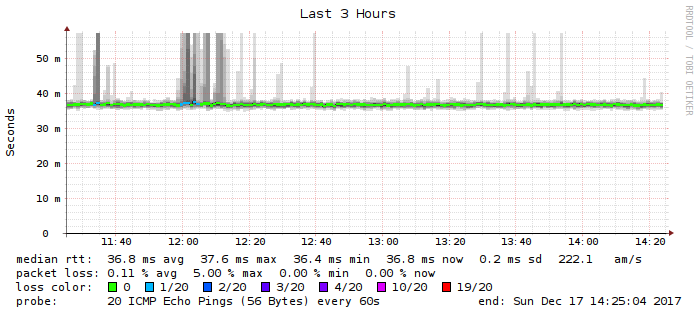 Last 3 Hours
RRDTOOL / TOBI OETIKER
Seconds
50 m
40 m
30 m
20 m
10 m
0
11:40 12:00 12:20 12:40 13:00 13:20 13:40 14:00 14:20
median rtt: 36.8 ms avg 37.6 ms max 36.4 ms min 36.8 ms now 0.2 ms sd 222.1 am/s
packet loss: 0.11 % avg 5.00 % max 0.00 % min 0.00 % now
loss color: 0 1/20 2/20 3/20 4/20 10/20 19/20
probe: 20 ICMP Echo Pings (56 Bytes) every 60s end: Sun Dec 17 14:25:04 2017